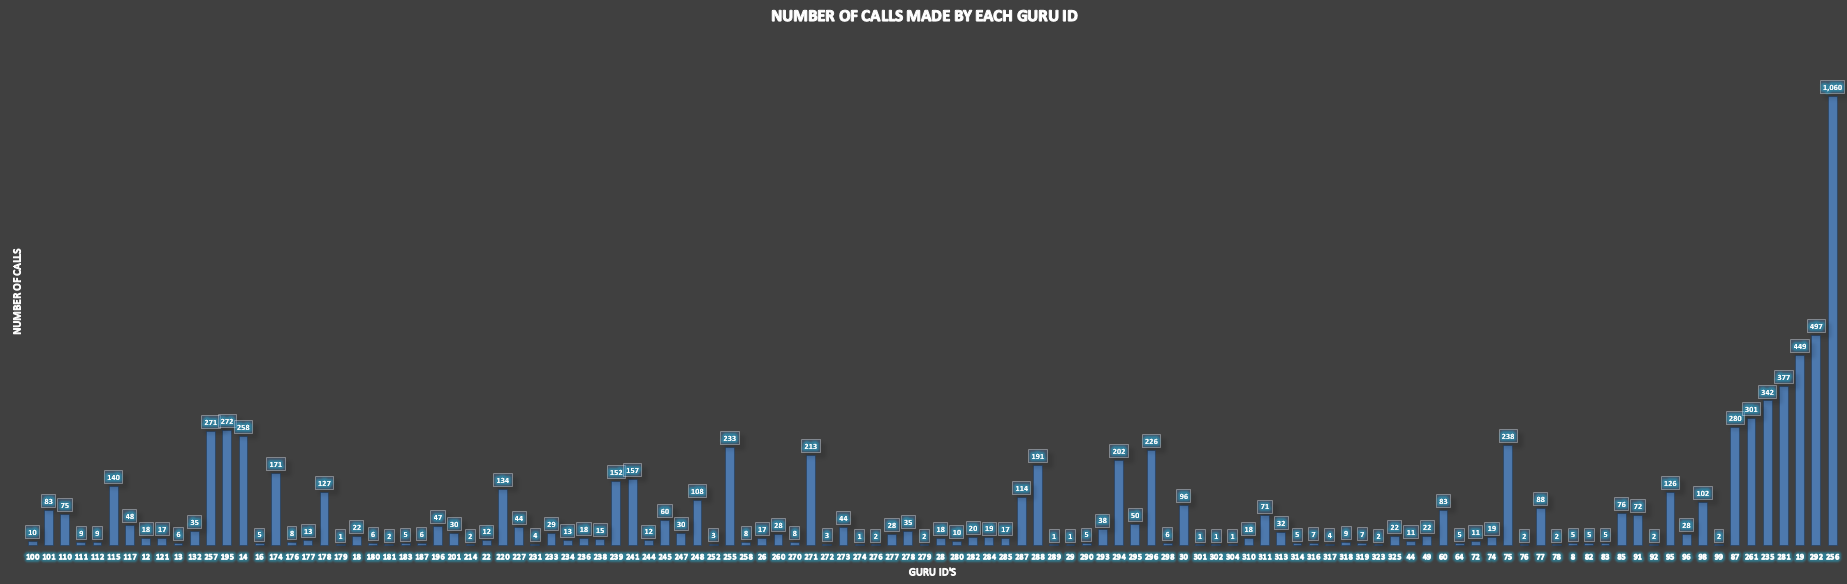 NUMBER OF CALLS MADE BY EACH GURU ID
NUMBER OF CALLS
10 83 75 9 9 140 48 18 17 6 35 271 272 258 5 171 8 13 127 1 22 6 2 5 6 47 30 2 12 134 44 4 29 13 18 15 152 157 12 60 30 108 3 233 8 17 28 8 213 3 44 1 2 28 35 2 18 10 20 19 17 114 191 1 1 5 38 202 50 226 6 96 1 1 1 18 71 32 5 7 4 9 7 2 22 11 22 83 5 11 19 238 2 88 2 5 5 5 76 72 2 126 28 102 2 280 301 342 377 449 497 1,060
100 101 110 111 112 115 117 12 121 13 132 257 195 14 16 174 176 177 178 179 18 180 181 183 187 196 201 214 22 220 227 231 233 234 236 238 239 241 244 245 247 248 252 255 258 26 260 270 271 272 273 274 276 277 278 279 28 280 282 284 285 287 288 289 29 290 293 294 295 296 298 30 301 302 304 310 311 313 314 316 317 318 319 323 325 44 49 60 64 72 74 75 76 77 78 8 82 83 85 91 92 95 96 98 99 87 261 235 281 19 292 256
GURU ID'S